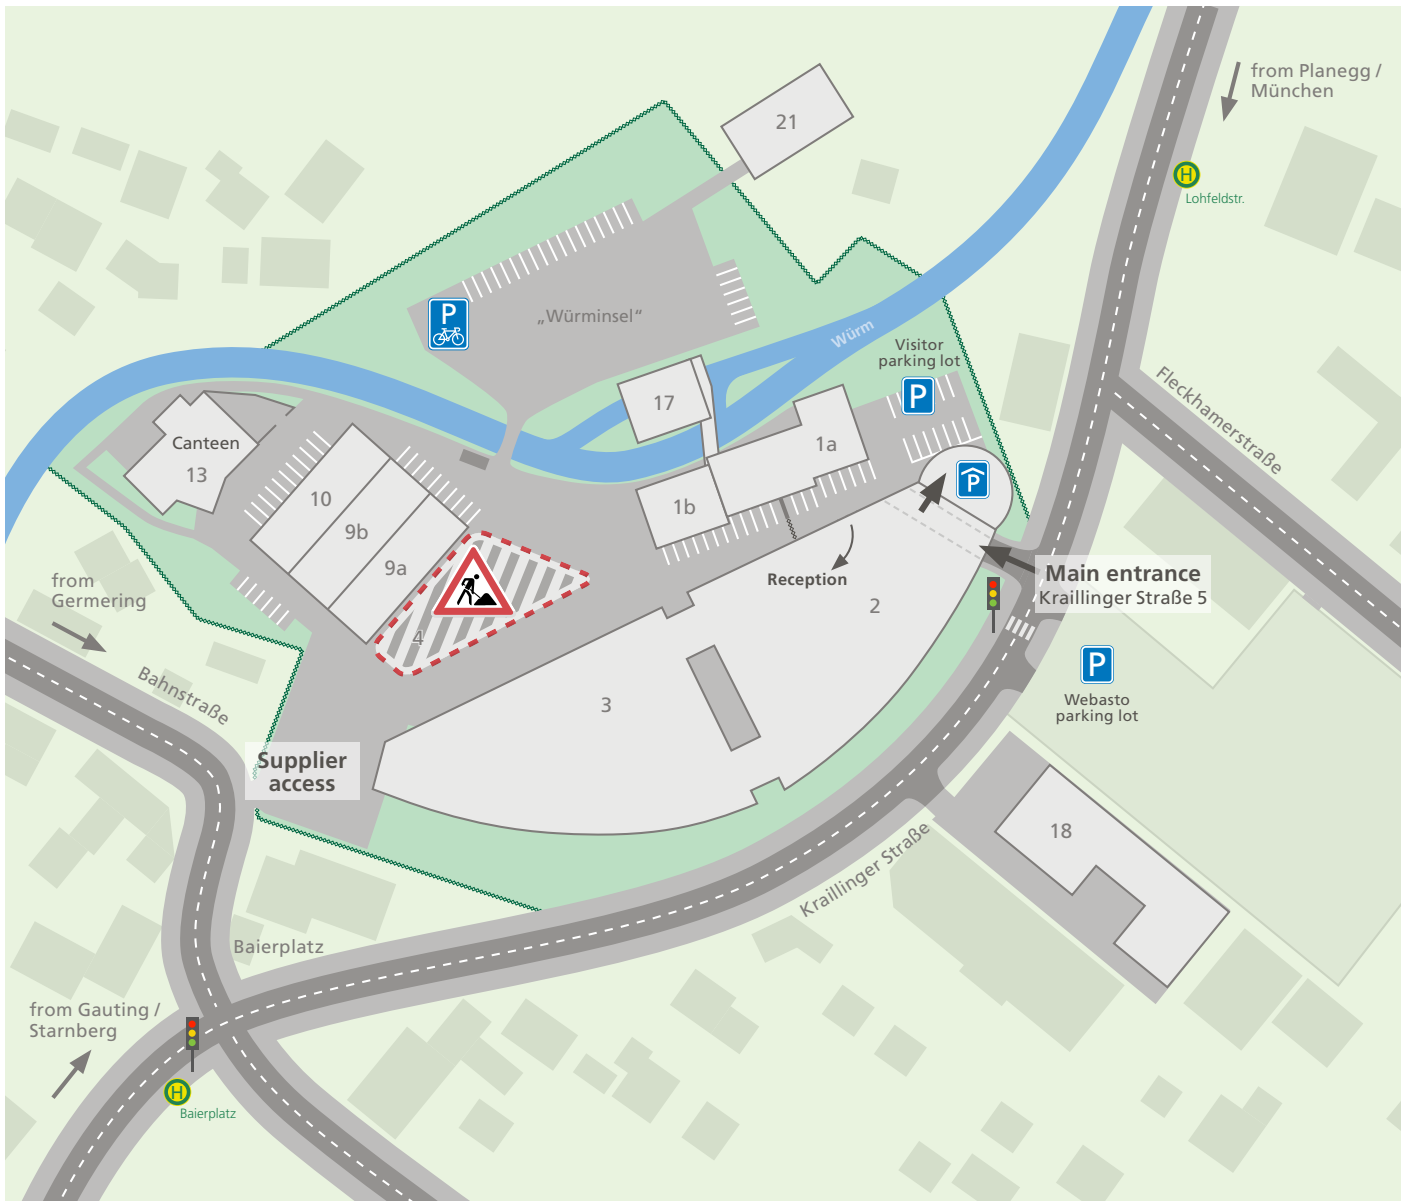 from Planegg /
München
21
H
Lohfeldstr.
P
„Würminsel“
Würm
Visitor
parking lot
P
Fleckhamerstraße
17
1a
Canteen
13
10
9b
9a
1b
P
Reception
Main entrance
Kraillinger Straße 5
from
Germering
2
4
P
Webasto
parking lot
Bahnstraße
3
Supplier
access
18
Kraillinger Straße
Baierplatz
from Gauting /
Starnberg
H
Baierplatz